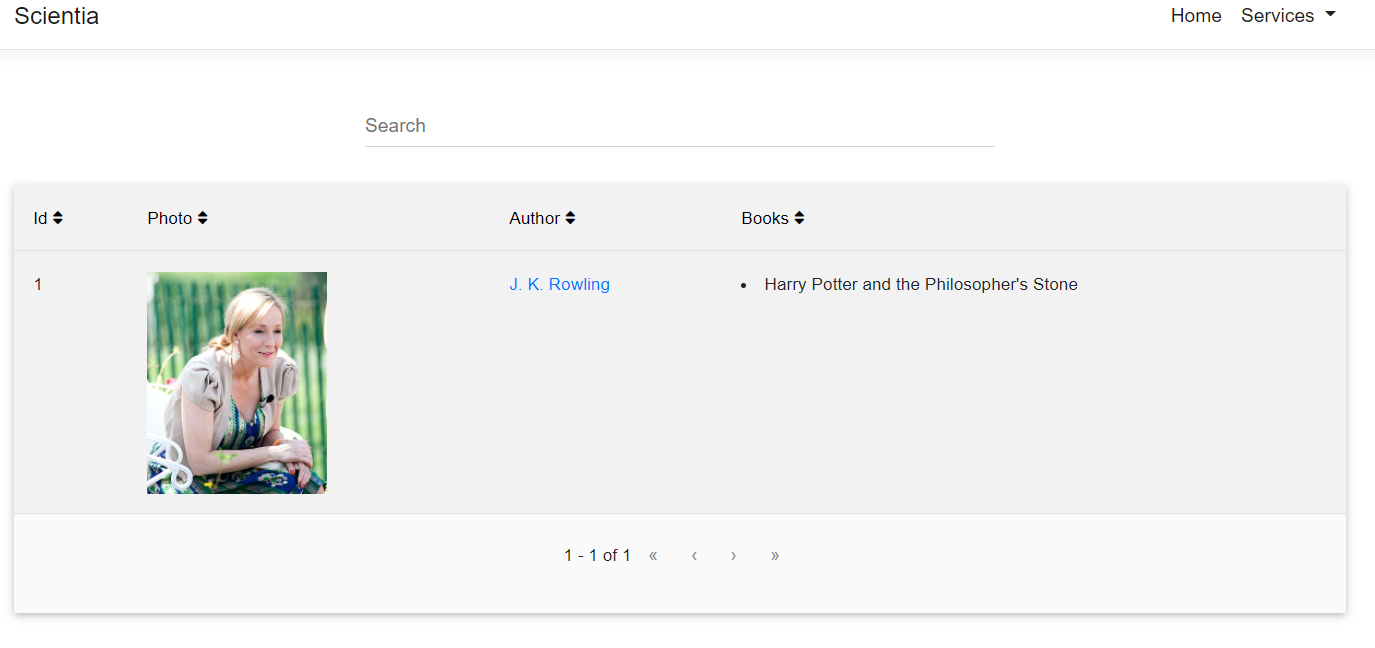 Scientia Home Services
Search
Id Photo Author Books
1 J. K. Rowling • Harry Potter and the Philosopher's Stone
1 - 1 of 1 « ‹ › »